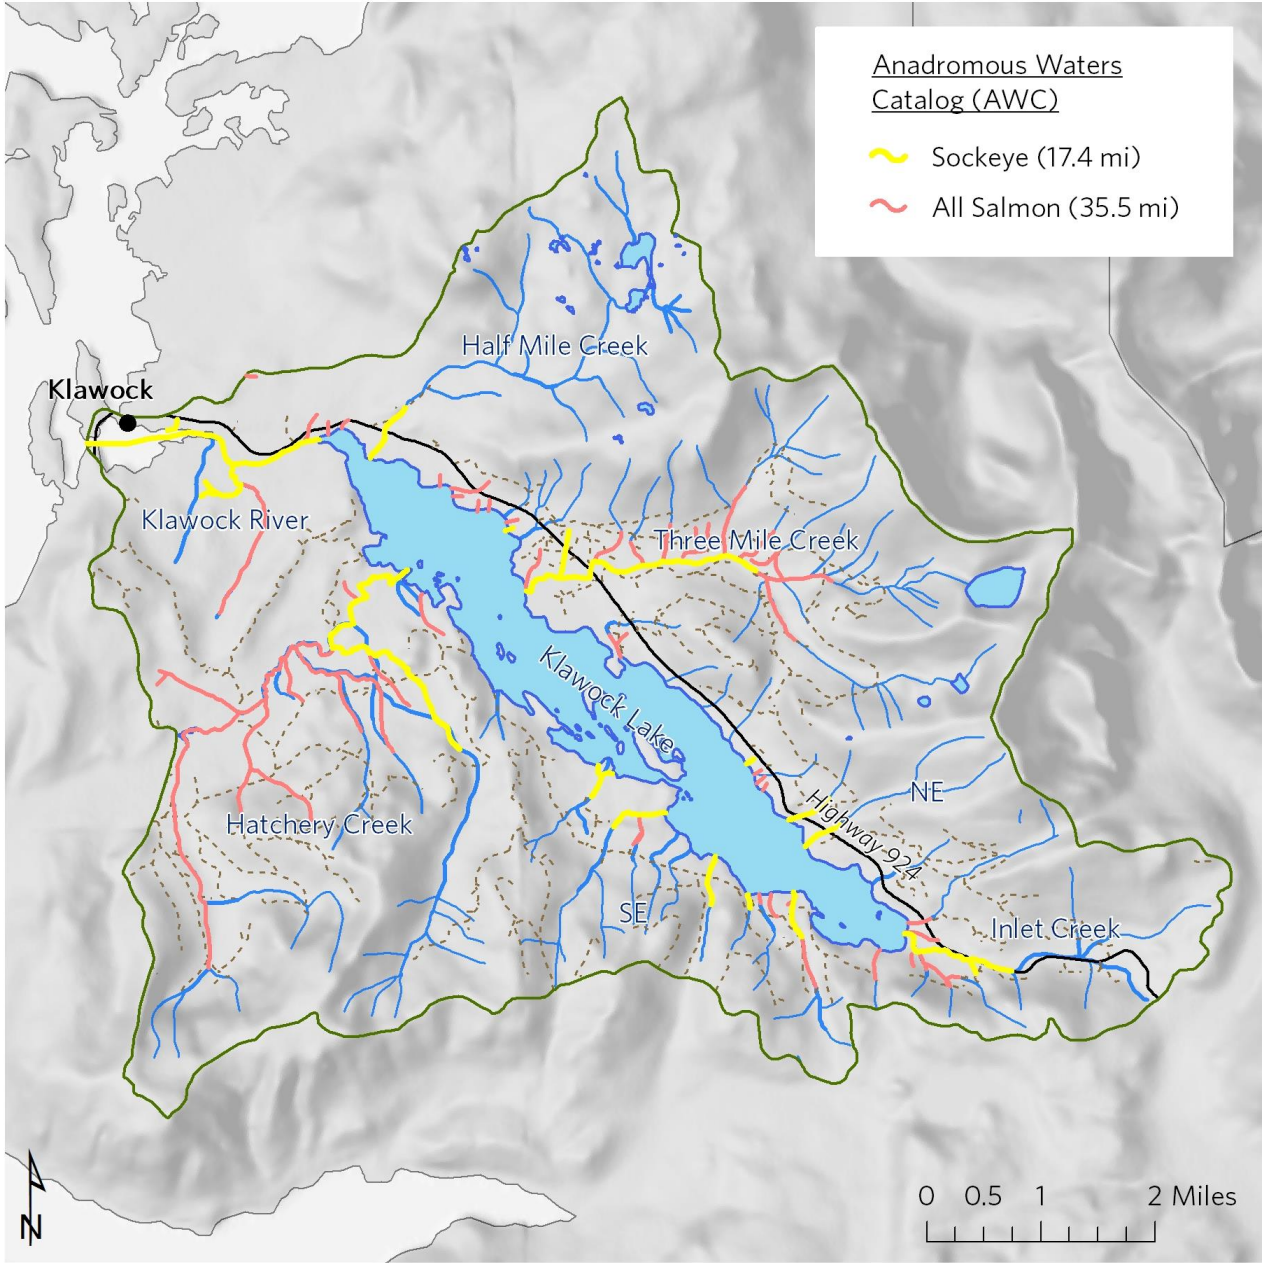 Anadromous Waters
Catalog (AWC)
Sockeye (17.4 mi)
All Salmon (35.5 mi)
Half Mile Creek
Klawock
Klawock River
Three Mile Creek
Klawock Lake
NE
Highway 924
Hatchery Creek
SE
Inlet Creek
0 0.5 1 2 Miles
N